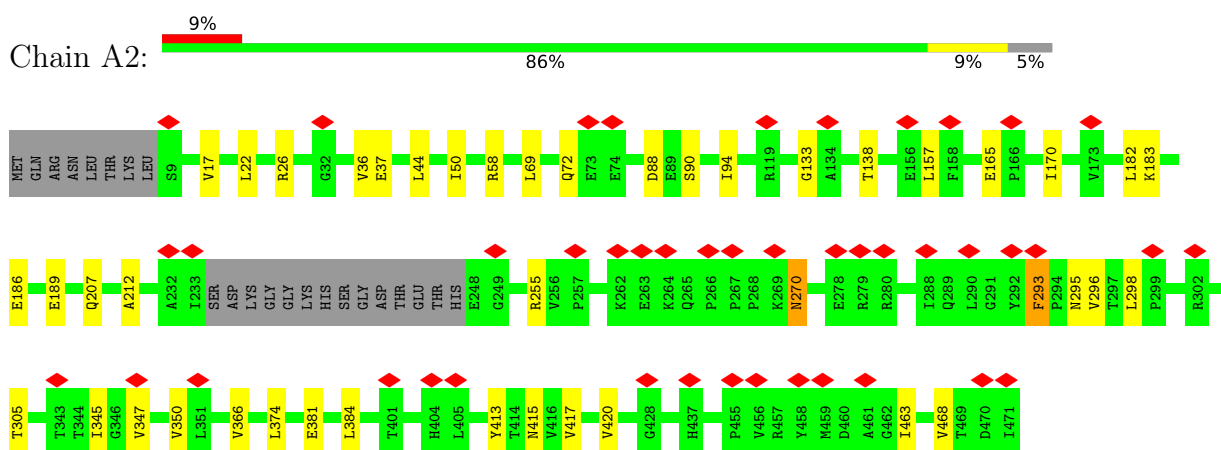 9%
Chain A2:
86% 9% 5%
MET GLN ARG ASN LEU THR LYS LEU S9 V17 L22 R26 G32 V36 E37 L44 I50 R58 L69 Q72 E73 E74 D88 E89 S90 I94 R119 G133 A134 T138 E156 L157 F158 E165 P166 I170 V173 L182 K183
E186 E189 Q207 A212 A232 I233 SER ASP LYS GLY GLY LYS HIS SER GLY ASP THR GLU THR HIS E248 G249 R255 V256 P257 K262 E263 K264 Q265 P266 P267 P268 K269 N270 E278 R279 R280 I288 Q289 L290 G291 Y292 F293 P294 N295 V296 T297 L298 P299 R302
T305 T343 T344 I345 G346 V347 V350 L351 V366 L374 E381 L384 T401 H404 L405 Y413 T414 N415 V416 V417 V420 G428 H437 P455 V456 R457 Y458 M459 D460 A461 G462 I463 V468 T469 D470 I471